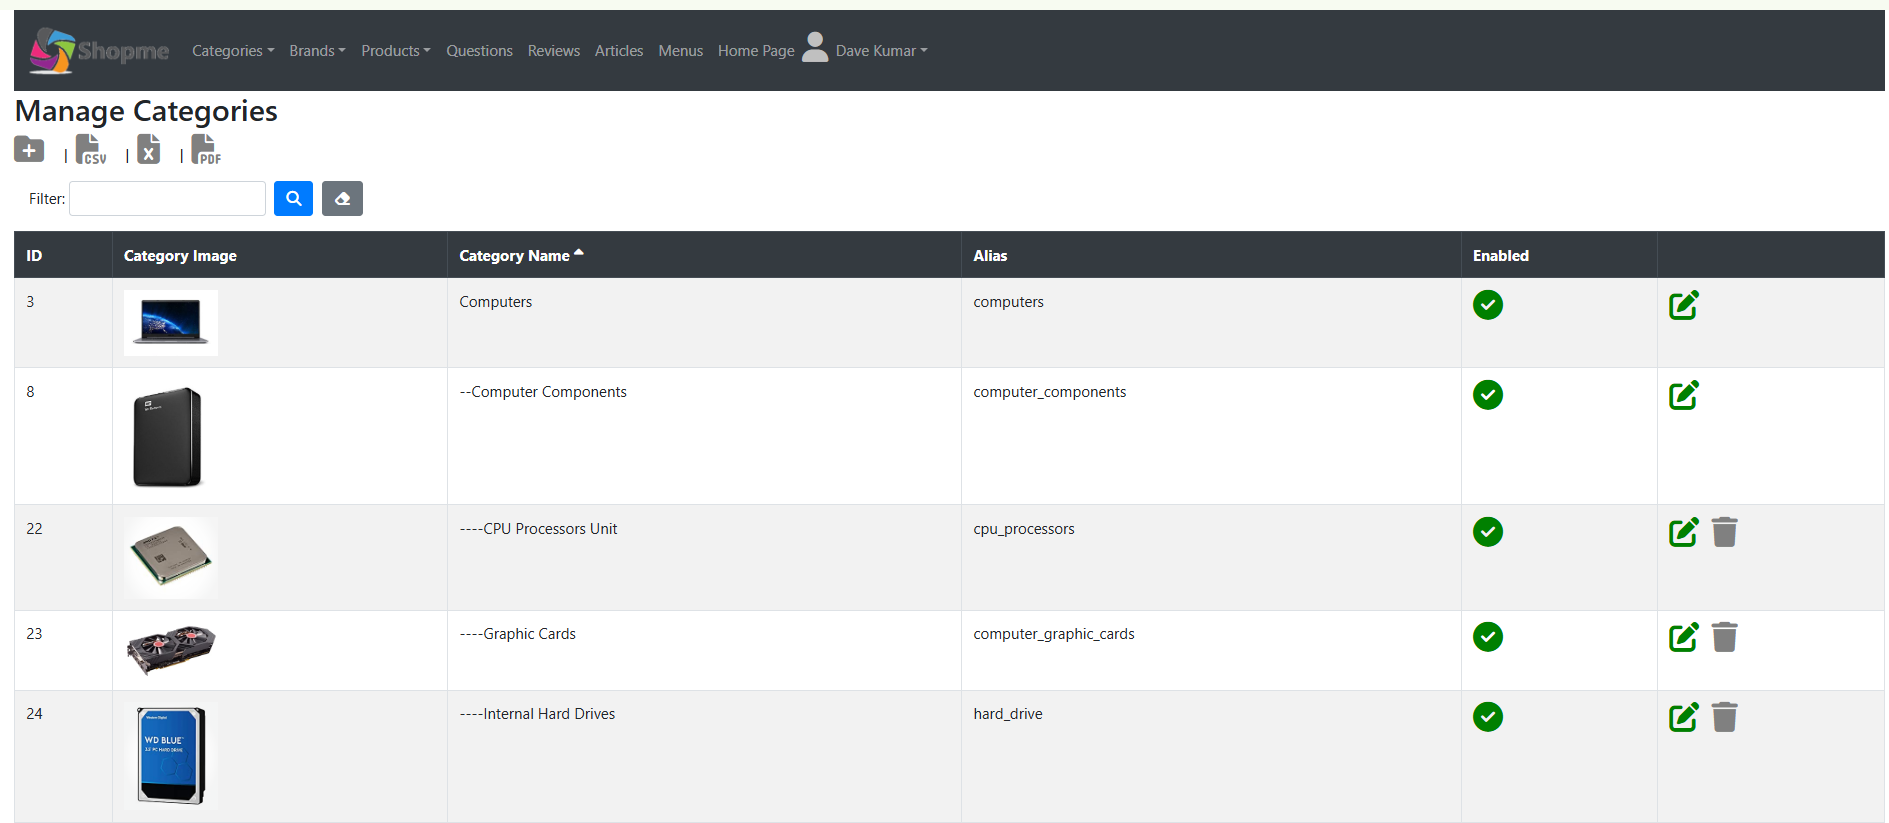 Shopme Categories Brands Products Questions Reviews Articles Menus Home Page Dave Kumar
Manage Categories
| CSV | X | PDF
Filter:
ID Category Image Category Name Alias Enabled
3 Computers computers
8 --Computer Components computer_components
22 ----CPU Processors Unit cpu_processors
23 ----Graphic Cards computer_graphic_cards
24 ----Internal Hard Drives hard_drive
WD BLUE